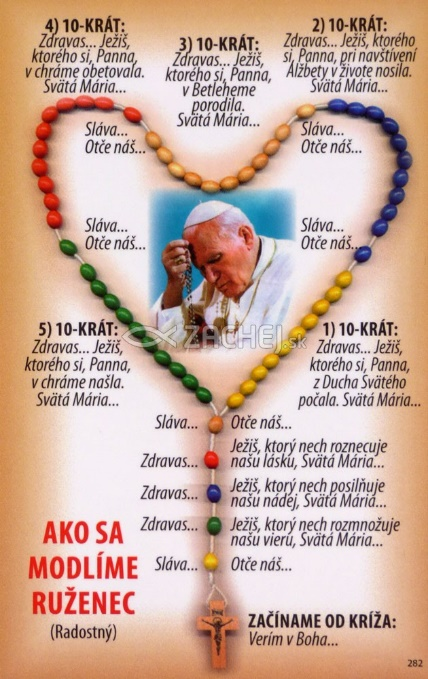 4) 10-KRÁT:
Zdravas... Ježiš,
ktorého si, Panna,
v chráme obetovala.
Svätá Mária...
3) 10-KRÁT:
Zdravas... Ježiš,
ktorého si, Panna,
v Betleheme
porodila.
Svätá Mária...
2) 10-KRÁT:
Zdravas... Ježiš, ktorého
si, Panna, pri navštívení
Alžbety v živote nosila.
Svätá Mária...
Sláva...
Otče náš...
Sláva...
Otče náš...
Sláva...
Otče náš...
Sláva...
Otče náš...
ZACHEJ.sk
5) 10-KRÁT:
Zdravas... Ježiš,
ktorého si, Panna,
v chráme našla.
Svätá Mária...
1) 10-KRÁT:
Zdravas... Ježiš,
ktorého si, Panna,
z Ducha Svätého
počala. Svätá Mária...
Sláva... Otče náš...
Zdravas... Ježiš, ktorý nech roznecuje
našu lásku, Svätá Mária...
Zdravas... Ježiš, ktorý nech posilňuje
našu nádej, Svätá Mária...
Zdravas... Ježiš, ktorý nech rozmnožuje
našu vieru, Svätá Mária...
Sláva... Otče náš...
AKO SA
MODLÍME
RUŽENEC
(Radostný)
ZAČÍNAME OD KRÍŽA:
Verím v Boha...
282